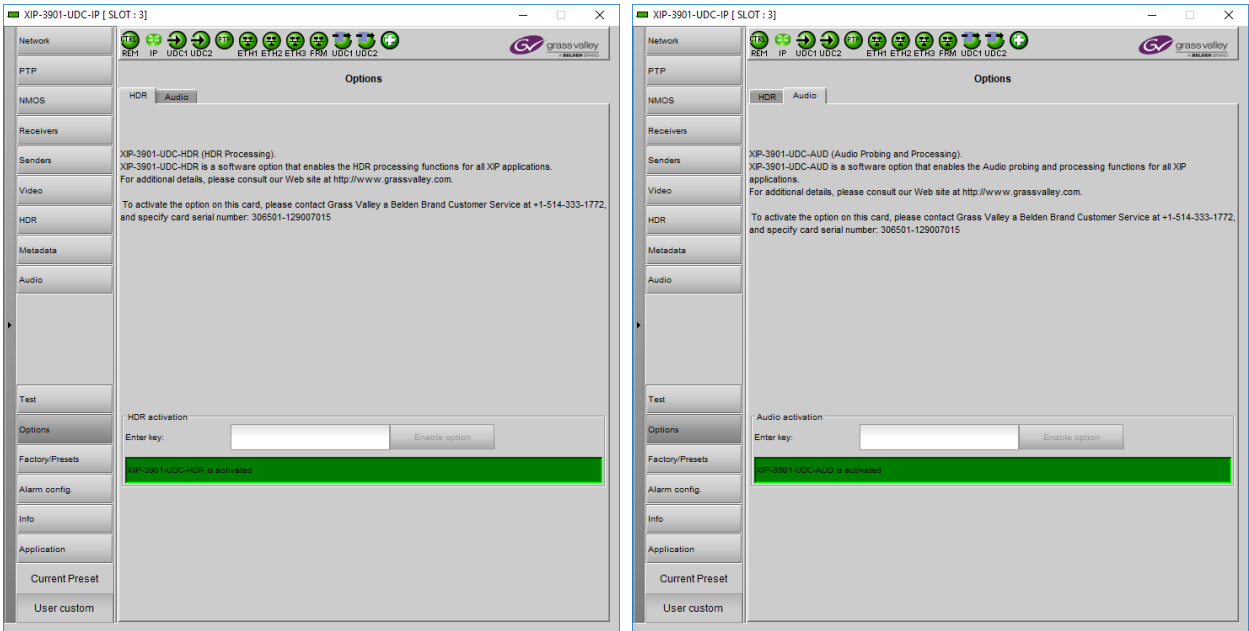 XIP-3901-UDC-IP [ SLOT : 3]
Network
PTP
NMOS
Receivers
Senders
Video
HDR
Metadata
Audio
Test
Options
Factory/Presets
Alarm config.
Info
Application
Current Preset
User custom
CTRL PTP
REM IP UDC1 UDC2 ETH1 ETH2 ETH3 FRM UDC1 UDC2
GV grass valley
A BELDEN BRAND
Options
HDR Audio
XIP-3901-UDC-HDR (HDR Processing).
XIP-3901-UDC-HDR is a software option that enables the HDR processing functions for all XIP applications.
For additional details, please consult our Web site at http://www.grassvalley.com.
To activate the option on this card, please contact Grass Valley a Belden Brand Customer Service at +1-514-333-1772,
and specify card serial number: 306501-129007015
HDR activation
Enter key: Enable option
XIP-3901-UDC-HDR is activated
XIP-3901-UDC-IP [ SLOT : 3]
Network
PTP
NMOS
Receivers
Senders
Video
HDR
Metadata
Audio
Test
Options
Factory/Presets
Alarm config.
Info
Application
Current Preset
User custom
CTRL PTP
REM IP UDC1 UDC2 ETH1 ETH2 ETH3 FRM UDC1 UDC2
GV grass valley
A BELDEN BRAND
Options
HDR Audio
XIP-3901-UDC-AUD (Audio Probing and Processing).
XIP-3901-UDC-AUD is a software option that enables the Audio probing and processing functions for all XIP
applications.
For additional details, please consult our Web site at http://www.grassvalley.com.
To activate the option on this card, please contact Grass Valley a Belden Brand Customer Service at +1-514-333-1772,
and specify card serial number: 306501-129007015
Audio activation
Enter key: Enable option
XIP-3901-UDC-AUD is activated